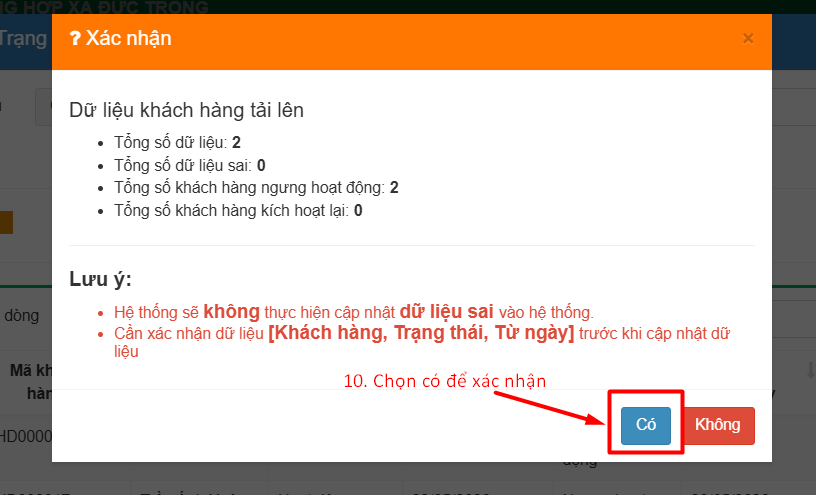 NG HỢP XÃ ĐỨC TRỌNG
Trạng
? Xác nhận
×
Dữ liệu khách hàng tải lên
• Tổng số dữ liệu: 2
• Tổng số dữ liệu sai: 0
• Tổng số khách hàng ngưng hoạt động: 2
• Tổng số khách hàng kích hoạt lại: 0
Lưu ý:
• Hệ thống sẽ không thực hiện cập nhật dữ liệu sai vào hệ thống.
• Cần xác nhận dữ liệu [Khách hàng, Trạng thái, Từ ngày] trước khi cập nhật dữ
liệu
dòng
Mã kh
hàn
10. Chọn có để xác nhận
Có
Không
HD0000
động